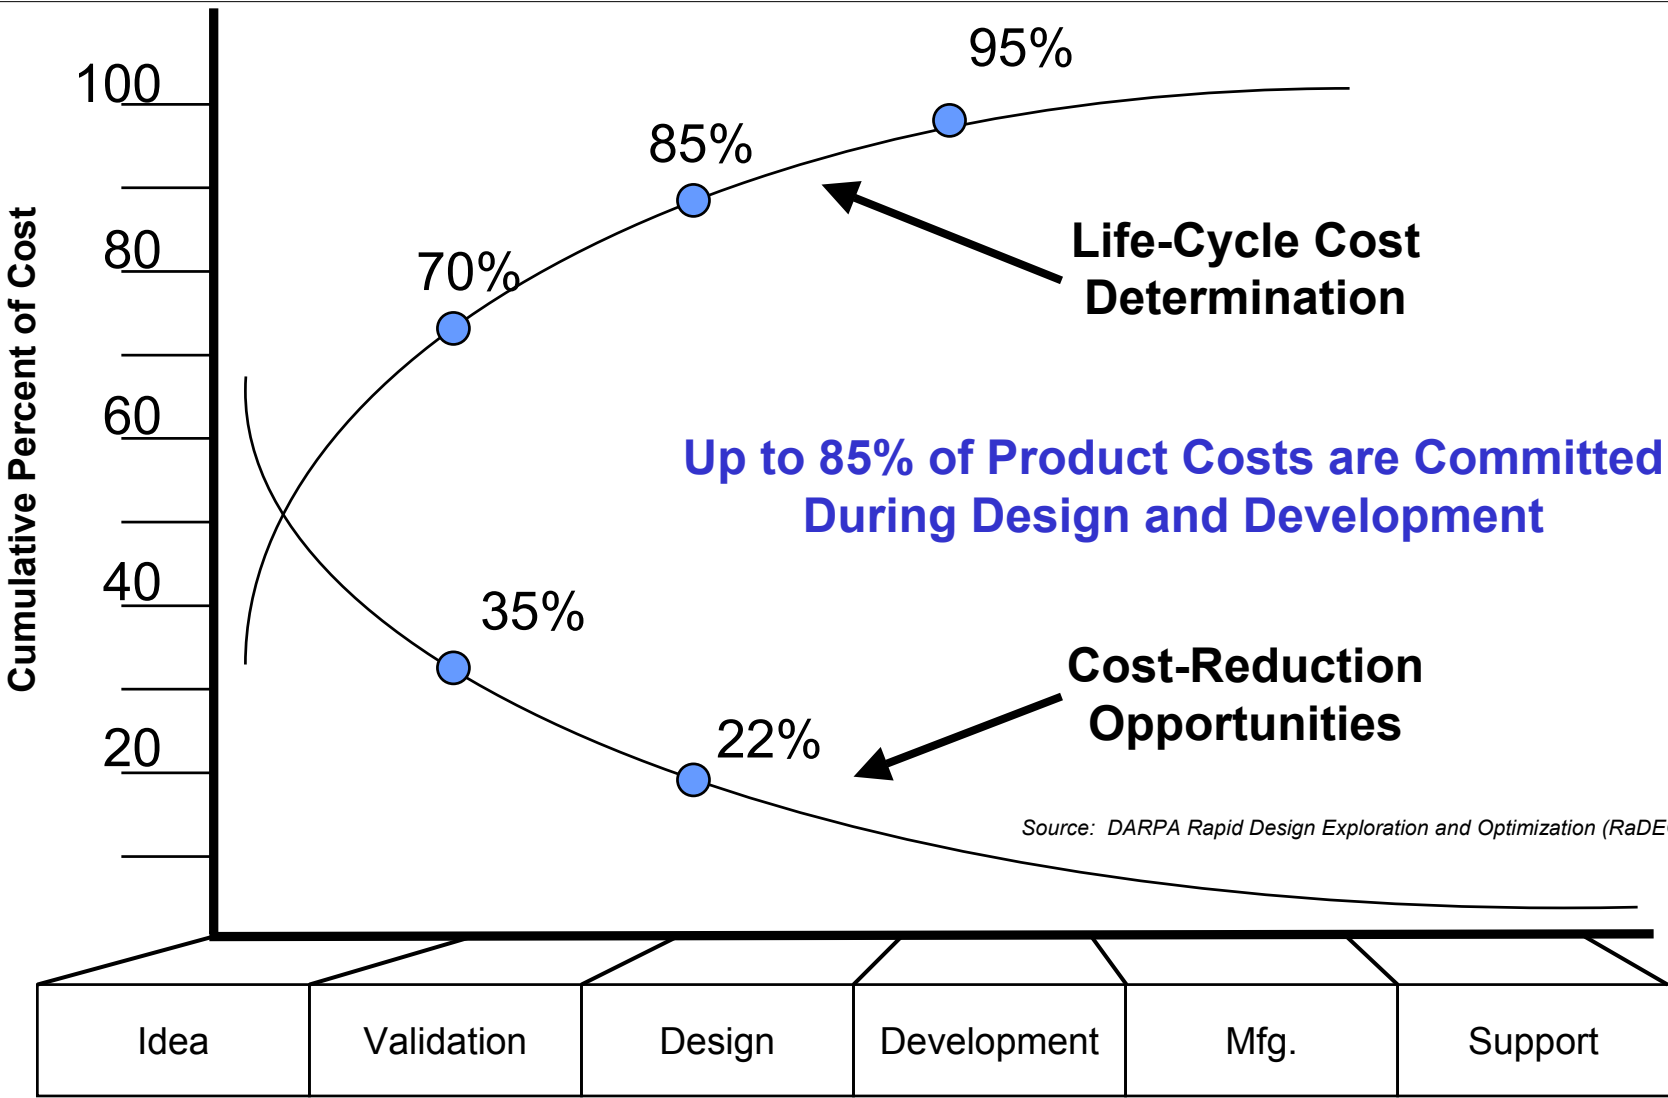 95%
100
85%
80
70%
Life-Cycle Cost
Determination
Cumulative Percent of Cost
60
Up to 85% of Product Costs are Committed
During Design and Development
40
35%
Cost-Reduction
Opportunities
20
22%
Source: DARPA Rapid Design Exploration and Optimization
Idea
Validation
Design
Development
Mfg.
Support